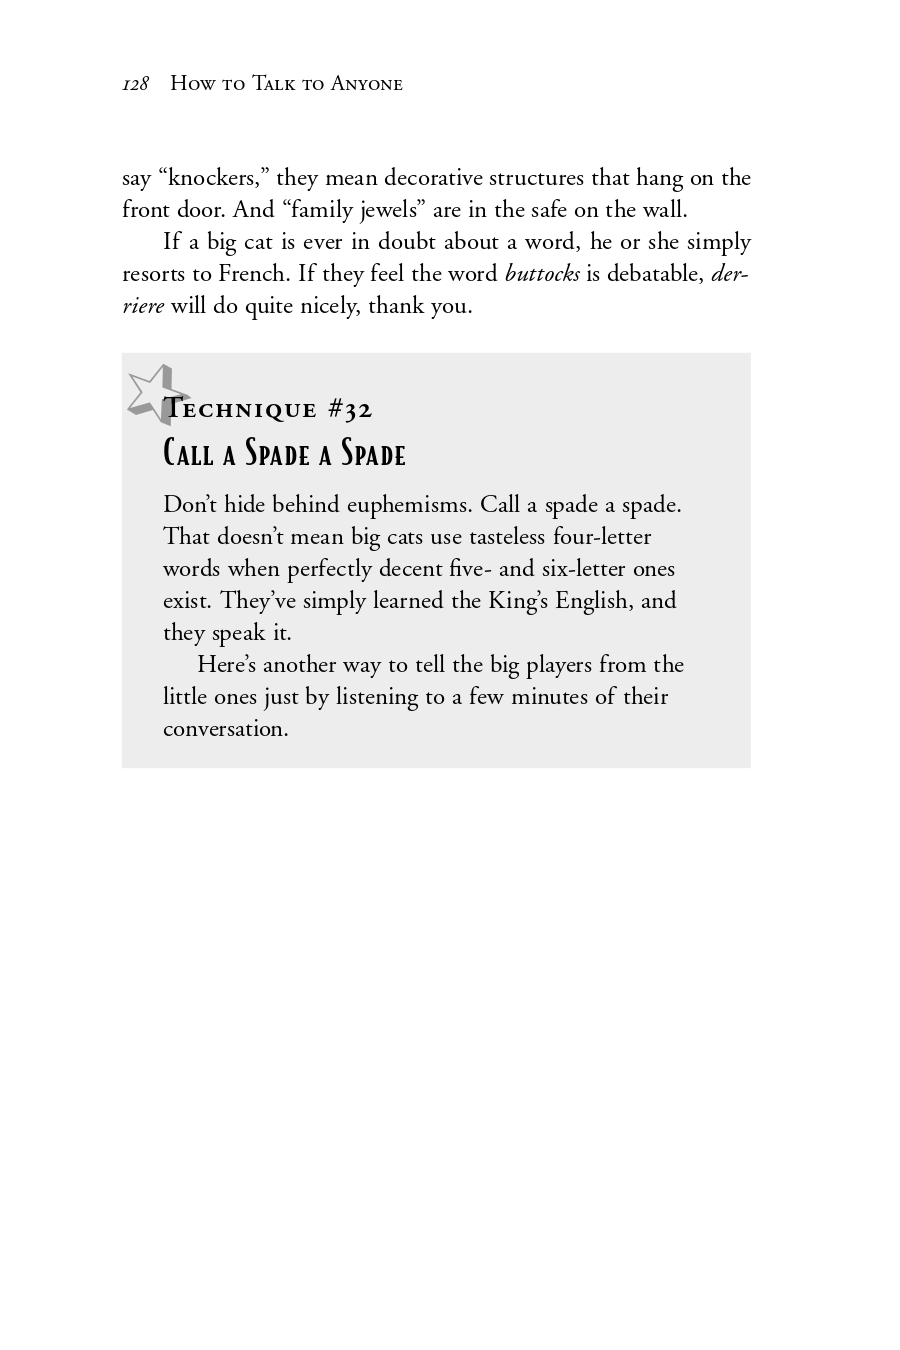 128 How to Talk to Anyone
say “knockers,” they mean decorative structures that hang on the
front door. And “family jewels” are in the safe on the wall.
If a big cat is ever in doubt about a word, he or she simply
resorts to French. If they feel the word buttocks is debatable, der-
riere will do quite nicely, thank you.
Technique #32
Call a Spade a Spade
Don’t hide behind euphemisms. Call a spade a spade.
That doesn’t mean big cats use tasteless four-letter
words when perfectly decent five- and six-letter ones
exist. They’ve simply learned the King’s English, and
they speak it.
Here’s another way to tell the big players from the
little ones just by listening to a few minutes of their
conversation.